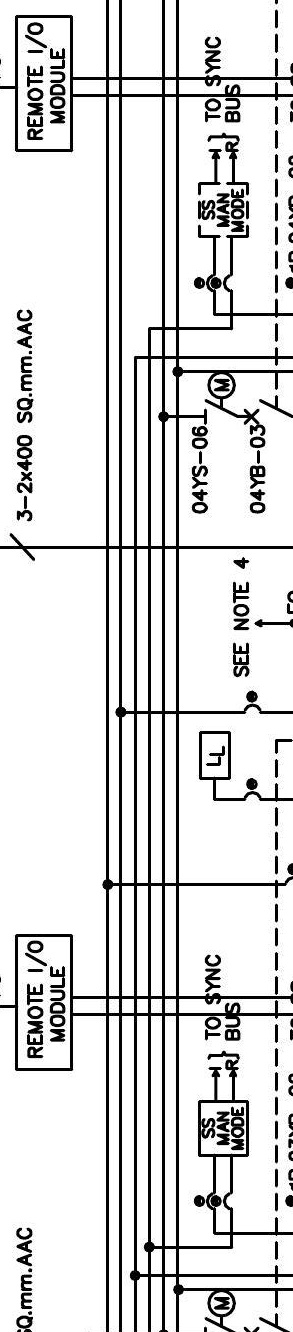 REMOTE I/O
MODULE
TO SYNC
BUS
I
R
SS
MAN
MODE
M
3-2x400 SQ.mm.AAC
04YS-06
04YB-03
SEE NOTE 4
LL
REMOTE I/O
MODULE
TO SYNC
BUS
I
R
SS
MAN
MODE
M
SQ.mm.AAC